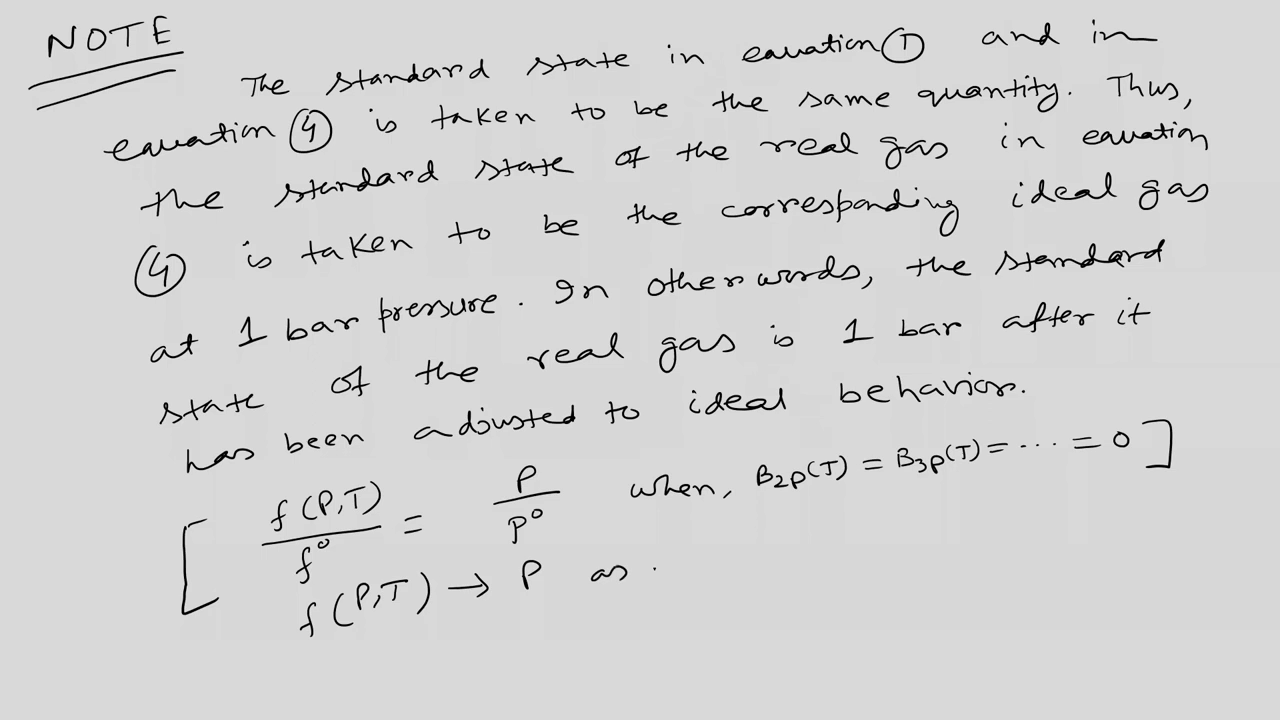 NOTE
The standard state in equation ① and in
equation ④ is taken to be the same quantity. Thus,
the standard state of the real gas in equation
④ is taken to be the corresponding ideal gas
at 1 bar pressure. In other words, the standard
state of the real gas is 1 bar after it
has been adjusted to ideal behavior.
[ f(P,T)/f° = P/P° when, B₂p(T) = B₃p(T) = ... = 0 ]
f(P,T) → P as .